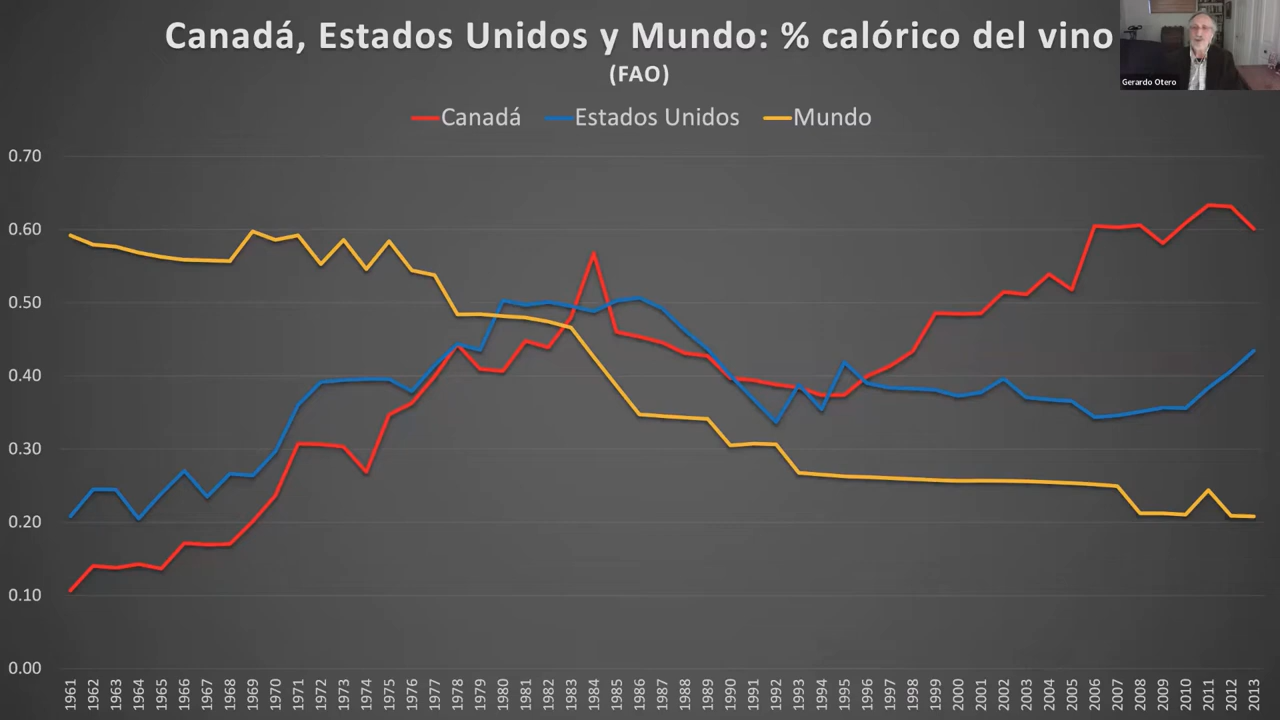 Canadá, Estados Unidos y Mundo: % calórico del vino
(FAO)
Gerardo Otero
Canadá Estados Unidos Mundo
0.70
0.60
0.50
0.40
0.30
0.20
0.10
0.00
1961 1962 1963 1964 1965 1966 1967 1968 1969 1970 1971 1972 1973 1974 1975 1976 1977 1978 1979 1980 1981 1982 1983 1984 1985 1986 1987 1988 1989 1990 1991 1992 1993 1994 1995 1996 1997 1998 1999 2000 2001 2002 2003 2004 2005 2006 2007 2008 2009 2010 2011 2012 2013